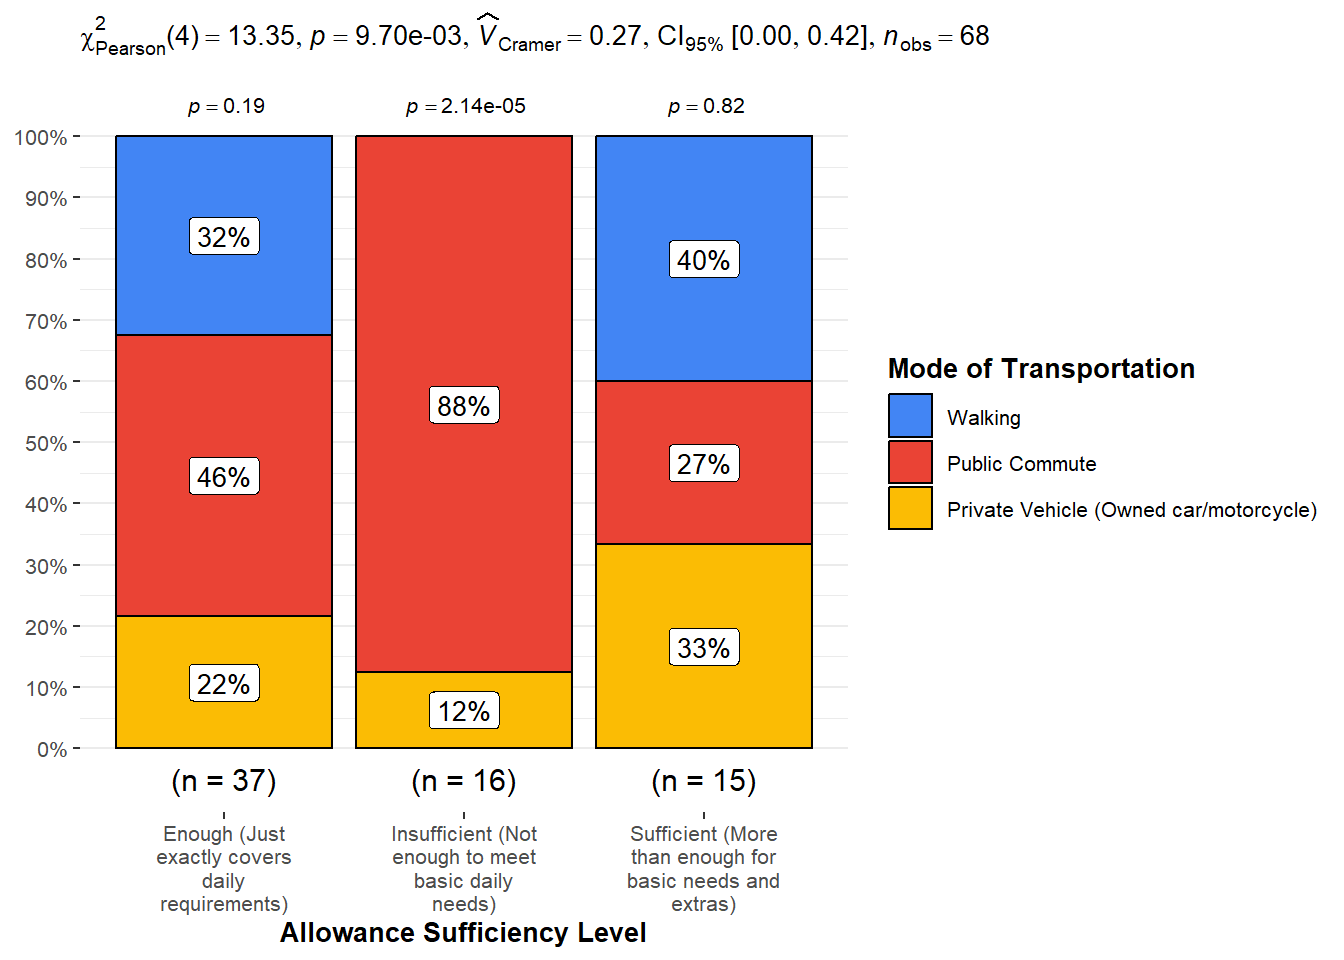 χ²Pearson(4) = 13.35, p = 9.70e-03, V̂Cramer = 0.27, CI95% [0.00, 0.42], nobs = 68
p = 0.19 p = 2.14e-05 p = 0.82
100%
90%
80%
70%
60%
50%
40%
30%
20%
10%
0%
32%
46%
22%
88%
12%
40%
27%
33%
(n = 37) (n = 16) (n = 15)
Enough (Just
exactly covers
daily
requirements)
Insufficient (Not
enough to meet
basic daily
needs)
Sufficient (More
than enough for
basic needs and
extras)
Allowance Sufficiency Level
Mode of Transportation
Walking
Public Commute
Private Vehicle (Owned car/motorcycle)